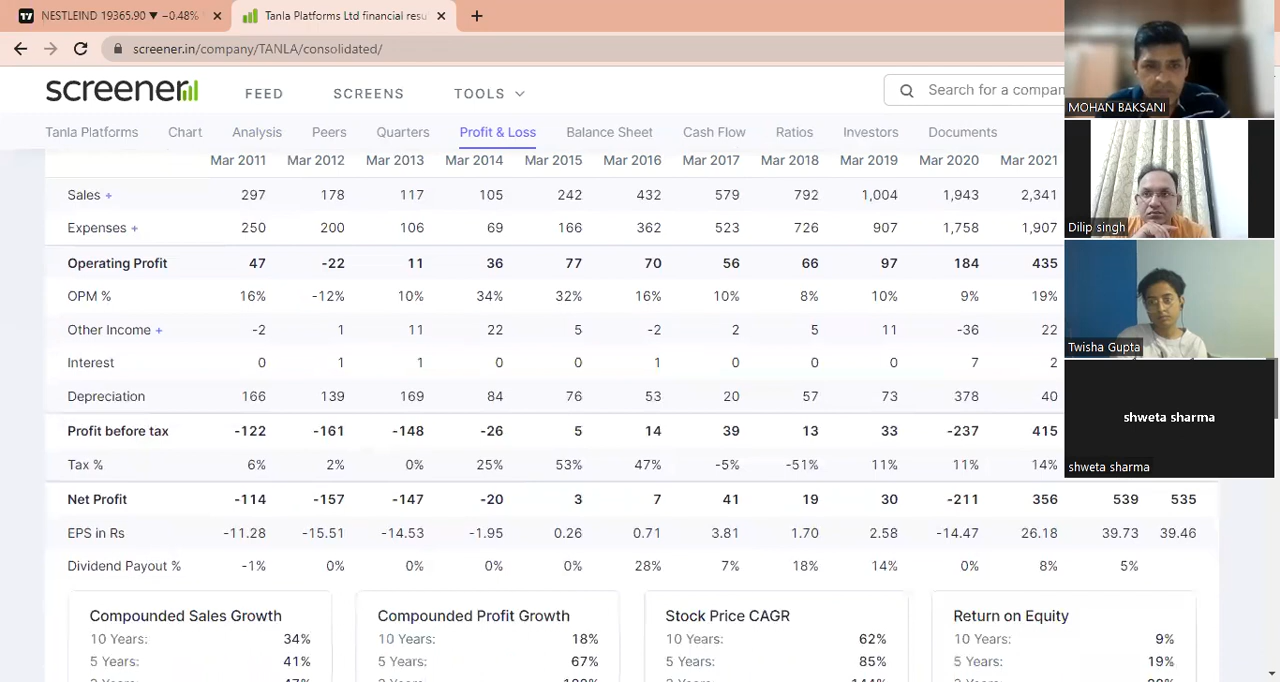 NESTLEIND 19365.90 ▼ −0.48%
Tanla Platforms Ltd financial resu
screener.in/company/TANLA/consolidated/
screener
FEED SCREENS TOOLS
Search for a compan
Tanla Platforms Chart Analysis Peers Quarters Profit & Loss Balance Sheet Cash Flow Ratios Investors Documents
Mar 2011 Mar 2012 Mar 2013 Mar 2014 Mar 2015 Mar 2016 Mar 2017 Mar 2018 Mar 2019 Mar 2020 Mar 2021
Sales + 297 178 117 105 242 432 579 792 1,004 1,943 2,341
Expenses + 250 200 106 69 166 362 523 726 907 1,758 1,907
Operating Profit 47 -22 11 36 77 70 56 66 97 184 435
OPM % 16% -12% 10% 34% 32% 16% 10% 8% 10% 9% 19%
Other Income + -2 1 11 22 5 -2 2 5 11 -36 22
Interest 0 1 1 0 0 1 0 0 0 7 2
Depreciation 166 139 169 84 76 53 20 57 73 378 40
Profit before tax -122 -161 -148 -26 5 14 39 13 33 -237 415
Tax % 6% 2% 0% 25% 53% 47% -5% -51% 11% 11% 14%
Net Profit -114 -157 -147 -20 3 7 41 19 30 -211 356 539 535
EPS in Rs -11.28 -15.51 -14.53 -1.95 0.26 0.71 3.81 1.70 2.58 -14.47 26.18 39.73 39.46
Dividend Payout % -1% 0% 0% 0% 0% 28% 7% 18% 14% 0% 8% 5%
Compounded Sales Growth
10 Years: 34%
5 Years: 41%
Compounded Profit Growth
10 Years: 18%
5 Years: 67%
Stock Price CAGR
10 Years: 62%
5 Years: 85%
Return on Equity
10 Years: 9%
5 Years: 19%
MOHAN BAKSANI
Dilip singh
Twisha Gupta
shweta sharma
shweta sharma